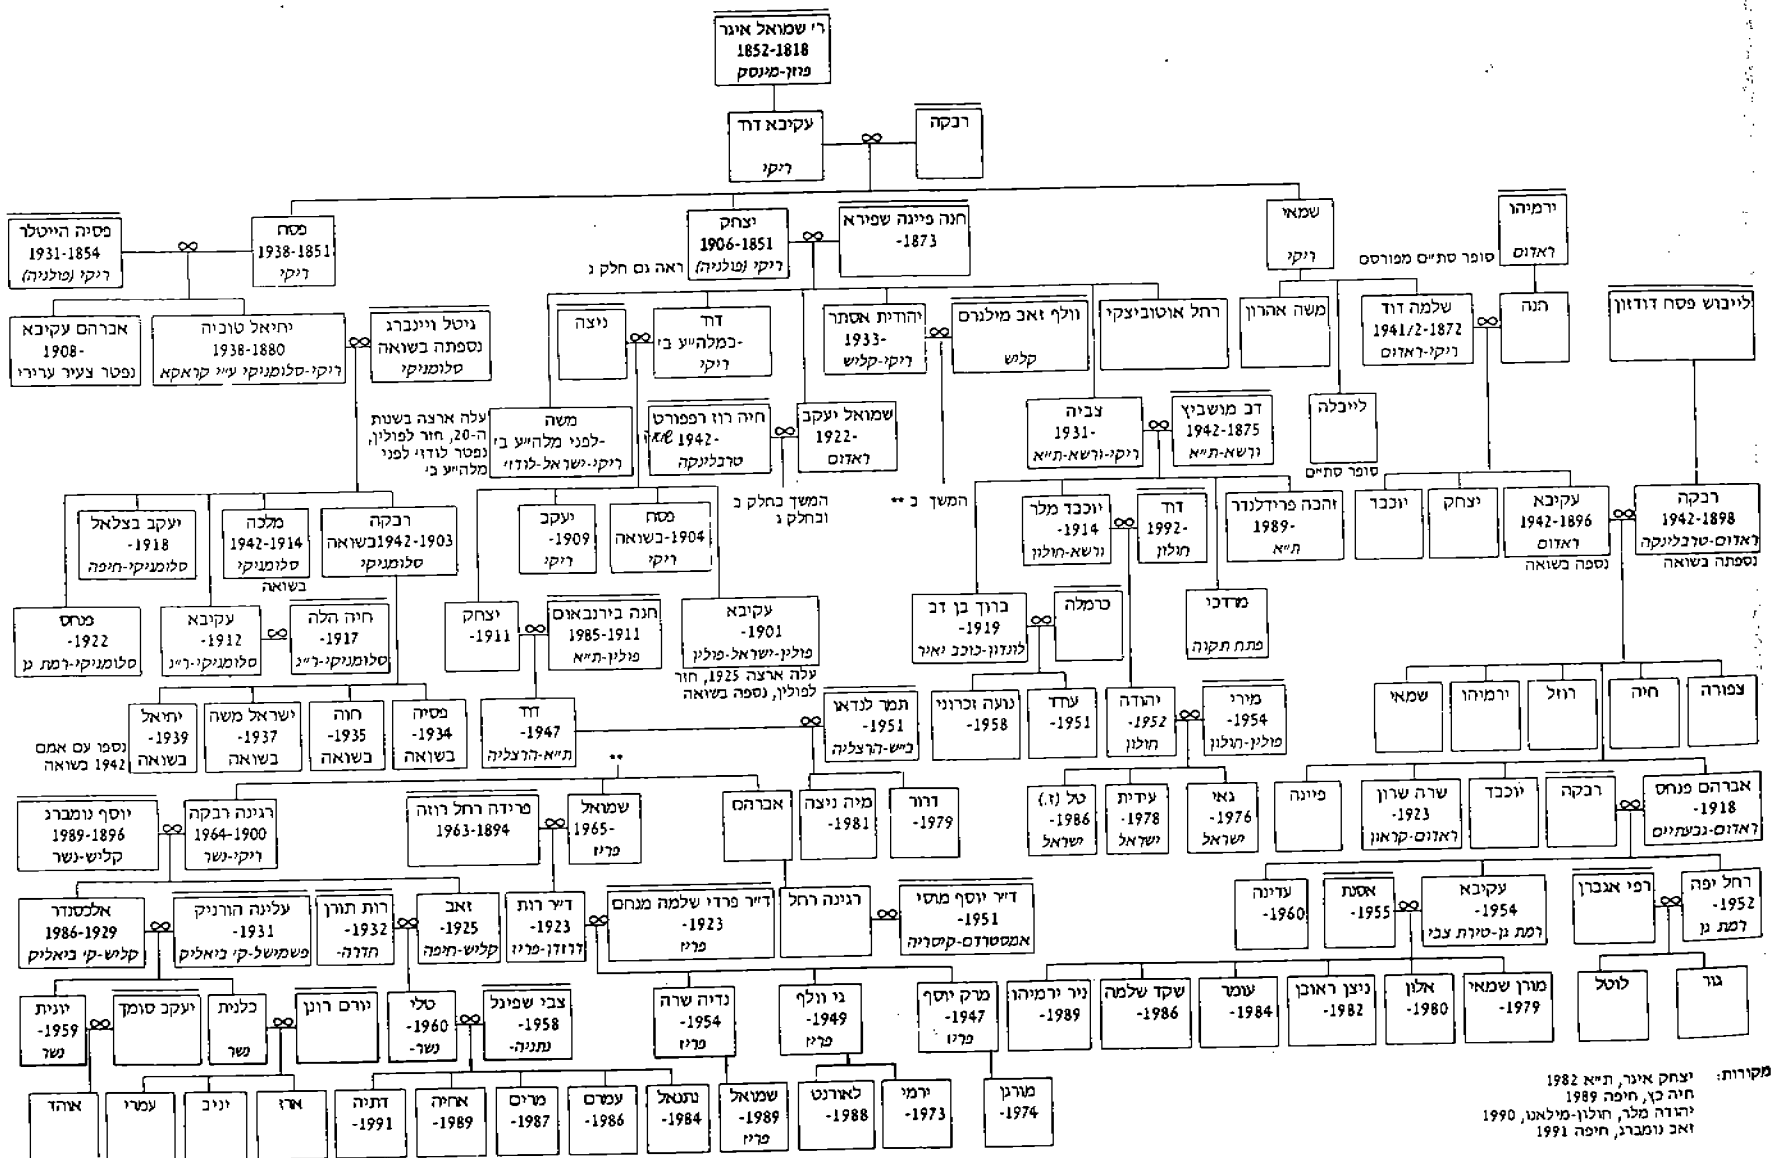 רי שמואל איגר
1852-1818
פוזן-מינסק
רבקה
עקיבא דוד
ריקי
ירמיהו
ראדום
שמאי
ריקי
חנה פייגה שפירא
-1873
יצחק
1906-1851
ריקי (פולניה)
ראה גם חלק ג
פסח
1938-1851
ריקי
פסיה הייטלר
1931-1854
ריקי (פולניה)
סופר סת״ם מפורסם
לייבוש פסח דודזון
חנה
שלמה דוד
1941/2-1872
ריקי-ראדום
משה אהרון
רחל אוטוביצקי
וולף זאב מילגרם
קליש
יהודית אסתר
1933-
ריקי-קליש
דוד
-במלה״ע ב׳
ריקי
ניצה
גיטל ויינברג
נספתה בשואה
סלומניקי
יחיאל טוביה
1938-1880
ריקי-סלומניקי ע״י קראקא
אברהם עקיבא
1908-
נפטר צעיר ערירי
לייבלה
סופר סת״ם
דב מושביץ
1942-1875
ורשא-ת״א
צביה
1931-
ריקי-ורשא-ת״א
שמואל יעקב
1922-
ראדום
חיה רוז רפפורט
1942-
טרבלינקה
משה
-לפני מלה״ע ב׳
ריקי-ישראל-לודז׳
עלה ארצה בשנות
ה-20, חזר לפולין,
נפטר לודז׳ לפני
מלה״ע ב׳
המשך בחלק ב
ובחלק ג
המשך ב **
רבקה
1942-1898
ראדום-טרבלינקה
נספתה בשואה
עקיבא
1942-1896
ראדום
נספה בשואה
יצחק
יוכבד
זהבה פרידלנדר
1989-
ת״א
דוד
1992-
חולון
יוכבד מלר
-1914
ורשא-חולון
פסח
1904-בשואה
ריקי
יעקב
-1909
ריקי
רבקה
1942-1903בשואה
סלומניקי
מלכה
1942-1914
סלומניקי
בשואה
יעקב בצלאל
-1918
סלומניקי-חיפה
מרדכי
פתח תקוה
כרמלה
ברוך בן דב
-1919
לונדון-כוכב יאיר
עקיבא
-1901
פולין-ישראל-פולין
עלה ארצה 1925, חזר
לפולין, נספה בשואה
חנה בירנבאום
1985-1911
פולין-ת״א
יצחק
-1911
חיה הלה
-1917
סלומניקי-ר״ג
עקיבא
-1912
סלומניקי-ר״ג
פנחס
-1922
סלומניקי-רמת גן
צפורה
חיה
רוזל
ירמיהו
שמאי
מירי
-1954
פולין-חולון
יהודה
-1952
חולון
עדד
-1951
נועה זכרוני
-1958
תמר לנדאו
-1951
ב״ש-הרצליה
דוד
-1947
ת״א-הרצליה
פסיה
-1934
בשואה
חוה
-1935
בשואה
ישראל משה
-1937
בשואה
יחיאל
-1939
בשואה
נספו עם אמם
1942 בשואה
**
אברהם פנחס
-1918
ראדום-גבעתיים
רבקה
יוכבד
שרה שרון
-1923
ראדום-קראון
פייגה
גאי
-1976
ישראל
עידית
-1978
ישראל
טל (ז.)
-1986
ישראל
דרור
-1979
מיה ניצה
-1981
אברהם
שמואל
1965-
פריז
פרידה רחל רוזה
1963-1894
רגינה רבקה
1964-1900
ריקי-נשר
יוסף נומברג
1989-1896
קליש-נשר
רחל יפה
-1952
רמת גן
רפי אגברן
עקיבא
-1954
רמת גן-טירת צבי
אסנת
-1955
עדינה
-1960
ד״ר יוסף מוסי
-1951
אמסטרדם-קיסריה
רגינה רחל
ד״ר פרדי שלמה מנחם
-1923
פריז
ד״ר רות
-1923
דרזדן-פריז
זאב
-1925
קליש-חיפה
רות תורן
-1932
חדרה-
עלינה הורניק
-1931
פשמישל-ק׳ ביאליק
אלכסנדר
1986-1929
קליש-ק׳ ביאליק
גור
לוטל
מורן שמאי
-1979
אלון
-1980
ניצן ראובן
-1982
עומר
-1984
שקד שלמה
-1986
ניר ירמיהו
-1989
מרק יוסף
-1947
פריז
גי וולף
-1949
פריז
נדיה שרה
-1954
פריז
צבי שפיגל
-1958
נתניה-
טלי
-1960
נשר-
יורם רונן
כלנית
נשר
יעקב סומך
יונית
-1959
נשר
מורגן
-1974
ירמי
-1973
לאורנט
-1988
שמואל
-1989
פריז
נתנאל
-1984
עמרם
-1986
מרים
-1987
אחיה
-1989
דתיה
-1991
ארז
יניב
עמרי
אוהד
מקורות: יצחק איגר, ת״א 1982
חיה כץ, חיפה 1989
יהודה מלר, חולון-מילאנו, 1990
זאב נומברג, חיפה 1991